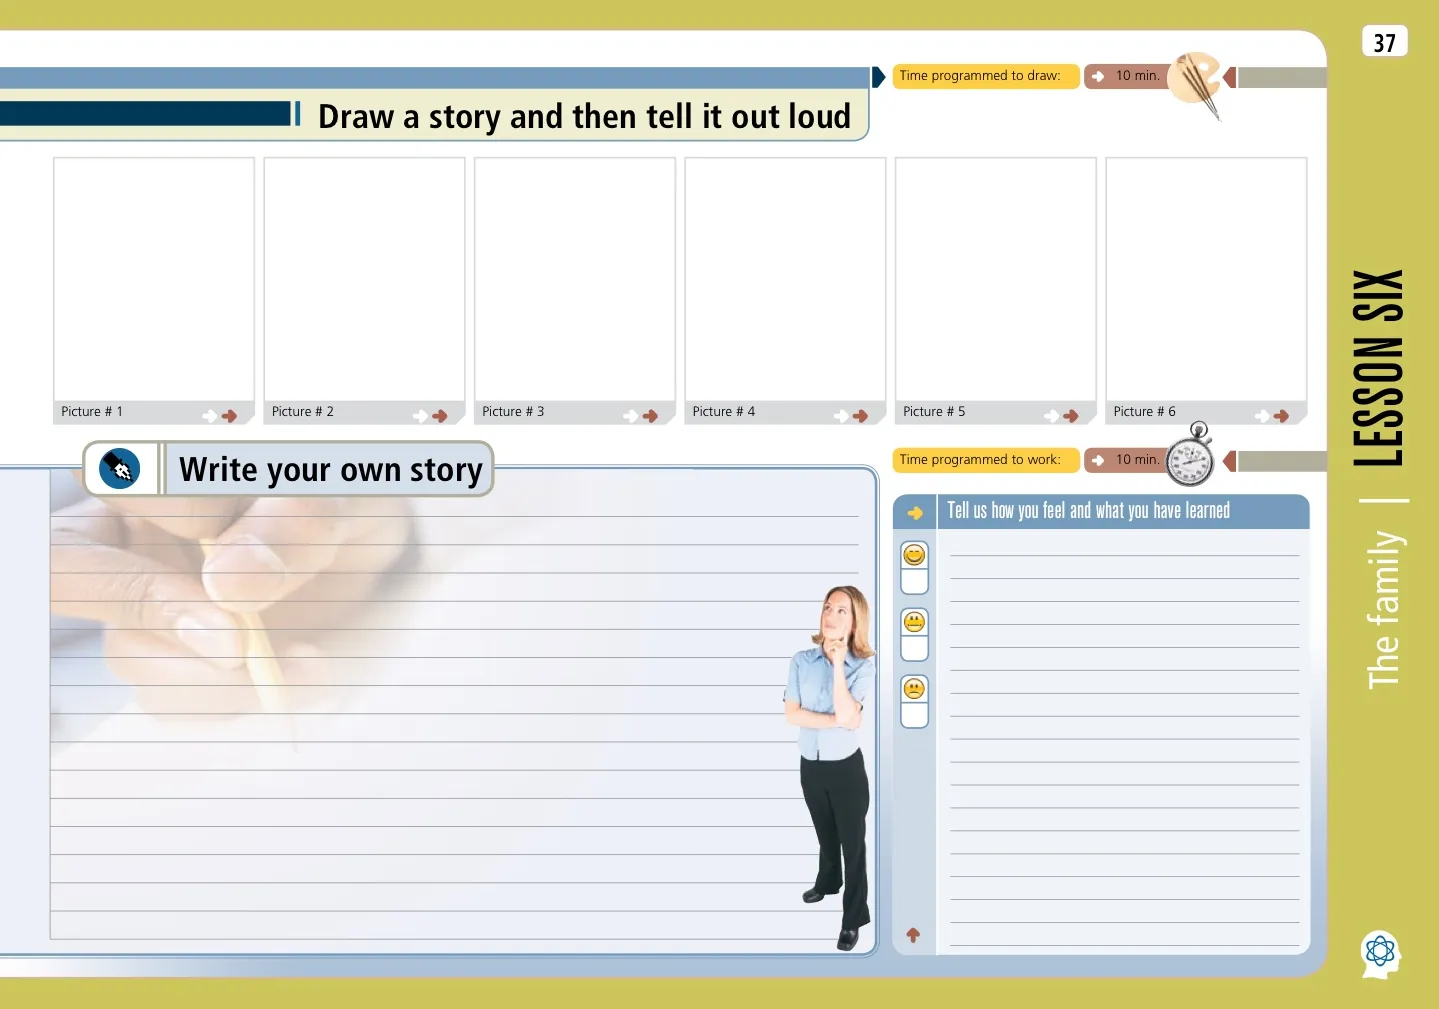 37
Time programmed to draw:
10 min.
Draw a story and then tell it out loud
Picture # 1
Picture # 2
Picture # 3
Picture # 4
Picture # 5
Picture # 6
Write your own story
Time programmed to work:
10 min.
Tell us how you feel and what you have learned
The family | LESSON SIX